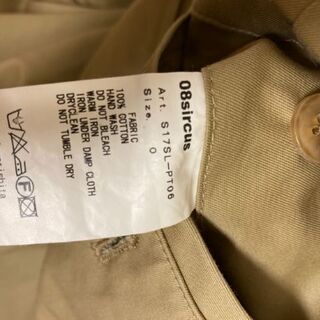 08sircus
Art. S17SL-PT06
Size. 0
FABRIC
100% COTTON
HAND WASH
DO NOT BLEACH
WARM IRON
IRON UNDER DAMP CLOTH
DRYCLEAN
DO NOT TUMBLE DRY